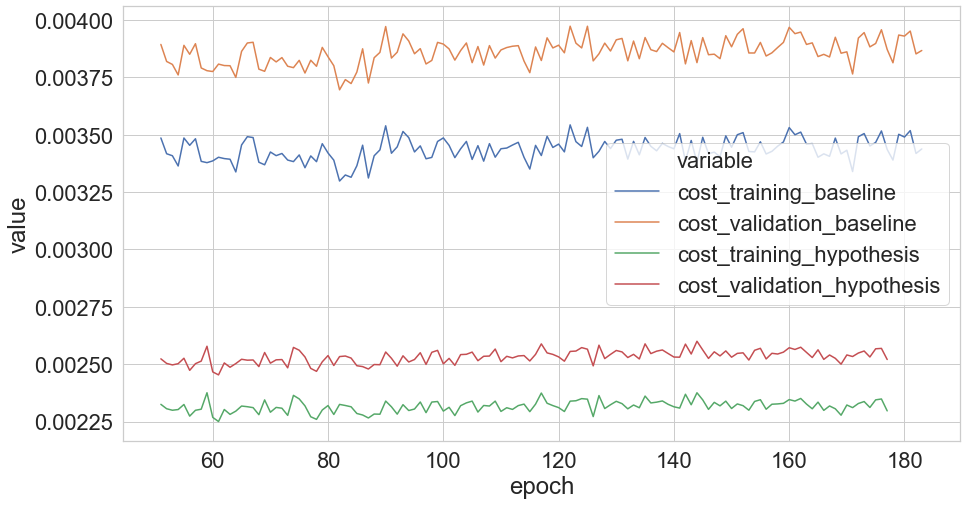 0.00400
0.00375
0.00350
0.00325
0.00300
0.00275
0.00250
0.00225
value
variable
cost_training_baseline
cost_validation_baseline
cost_training_hypothesis
cost_validation_hypothesis
60 80 100 120 140 160 180
epoch